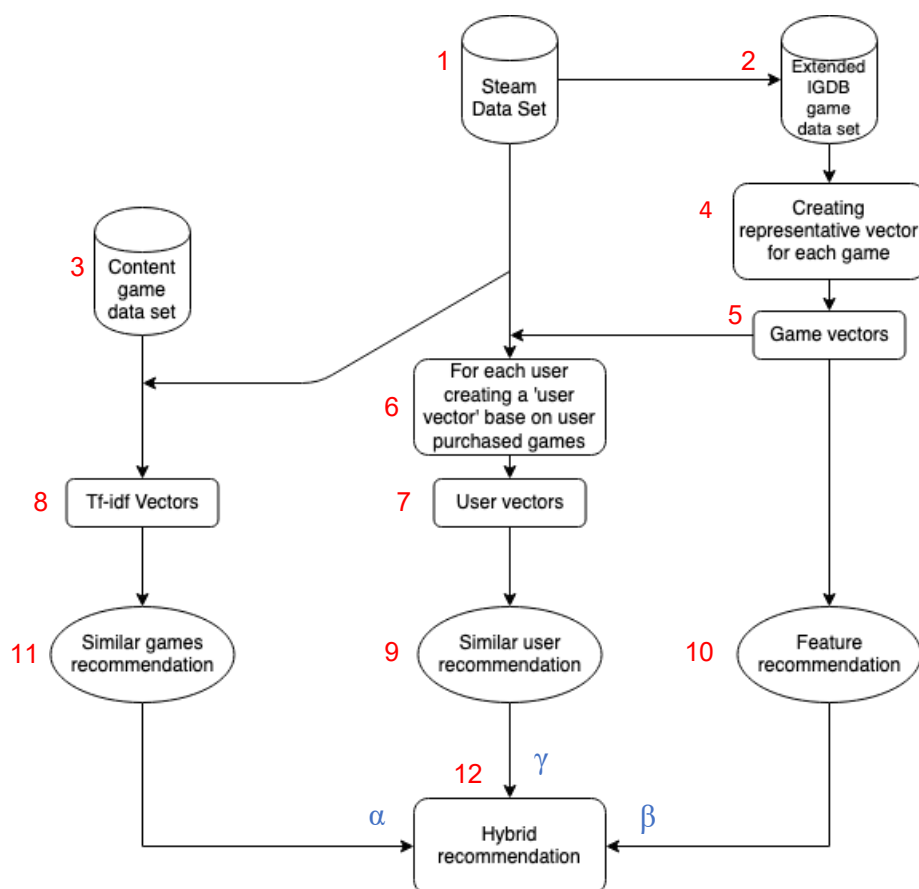 1
Steam
Data Set
2
Extended
IGDB
game
data set
3
Content
game
data set
4
Creating
representative vector
for each game
5
Game vectors
6
For each user
creating a 'user
vector' base on user
purchased games
8
Tf-idf Vectors
7
User vectors
11
Similar games
recommendation
9
Similar user
recommendation
10
Feature
recommendation
12
γ
α
β
Hybrid
recommendation